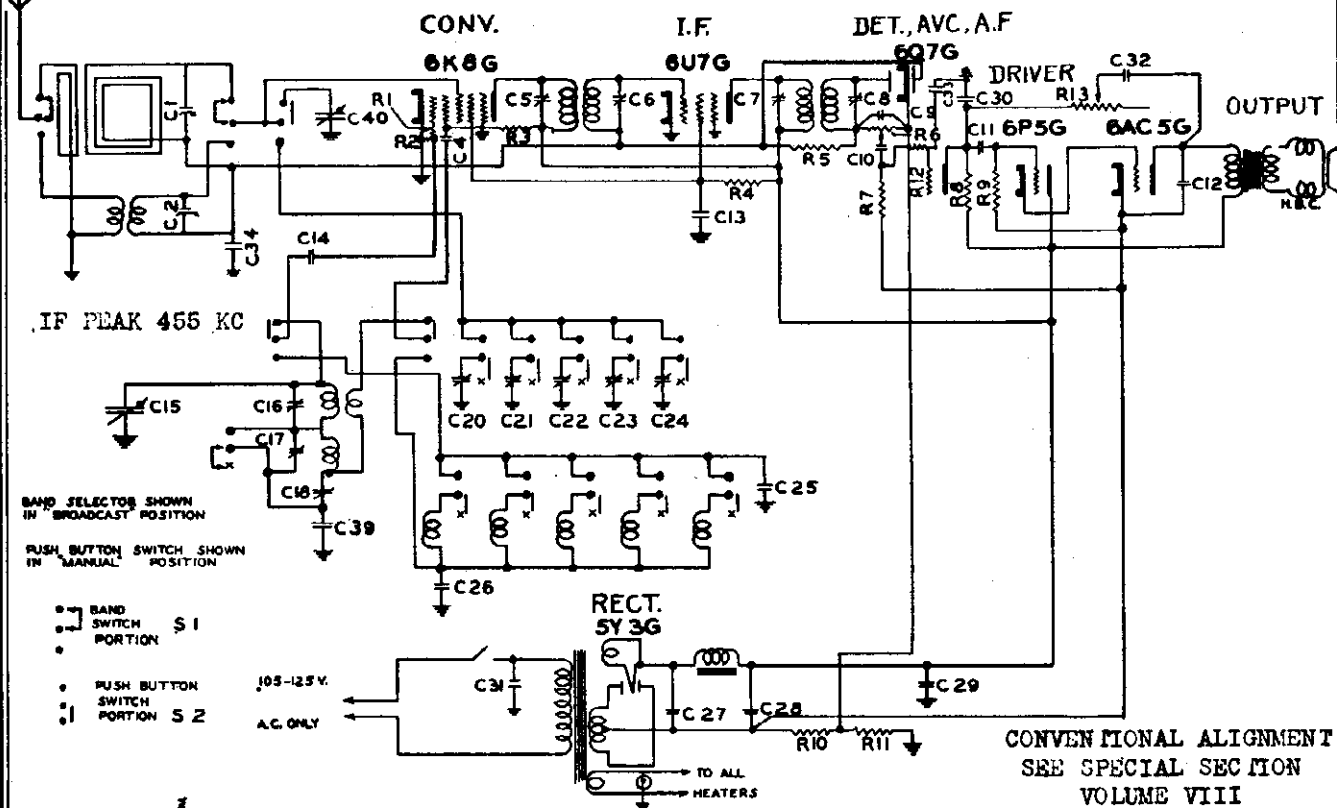 CONV.
6K8G
I.F.
6U7G
DET., AVC, A.F
6Q7G
DRIVER
6P5G
6AC5G
OUTPUT
H.B.C.
C1
C2
C34
C40
R1
R2
C4
R3
C5
C6
C7
C8
C9
C33
C30
R13
C32
R6
C10
R5
R4
C13
R7
R12
C11
R8
R9
C12
C14
IF PEAK 455 KC
C15
C16
C17
C18
C39
C20 C21 C22 C23 C24
x x x x x
C25
x x x x x
C26
BAND SELECTOR SHOWN
IN "BROADCAST" POSITION
PUSH BUTTON SWITCH SHOWN
IN "MANUAL" POSITION
BAND
SWITCH S1
PORTION
PUSH BUTTON
SWITCH
PORTION S2
105-125 V.
A.C. ONLY
C31
RECT.
5Y3G
C27
C28
C29
R10
R11
TO ALL
HEATERS
CONVENTIONAL ALIGNMENT
SEE SPECIAL SECTION
VOLUME VIII